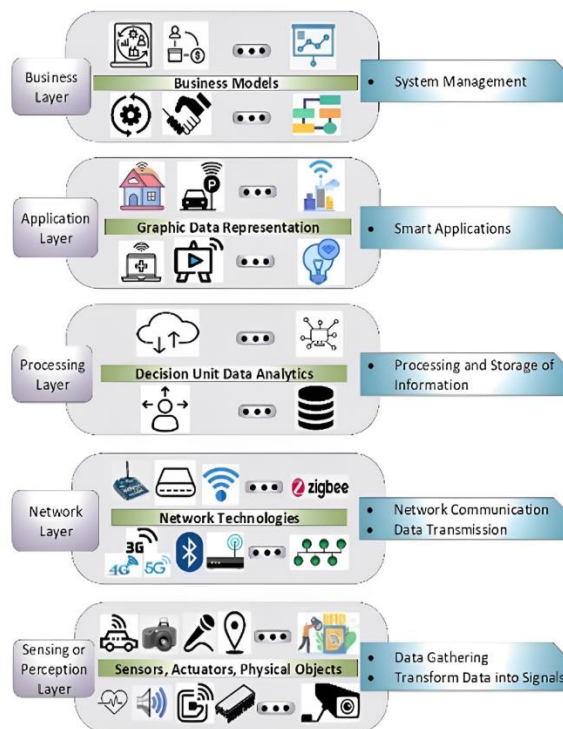 Business
Layer
Business Models
• System Management
Application
Layer
P
Graphic Data Representation
• Smart Applications
Processing
Layer
Decision Unit Data Analytics
• Processing and Storage of
Information
Network
Layer
zigbee
Network Technologies
3G
4G
5G
• Network Communication
• Data Transmission
Sensing or
Perception
Layer
Sensors, Actuators, Physical Objects
• Data Gathering
• Transform Data into Signals